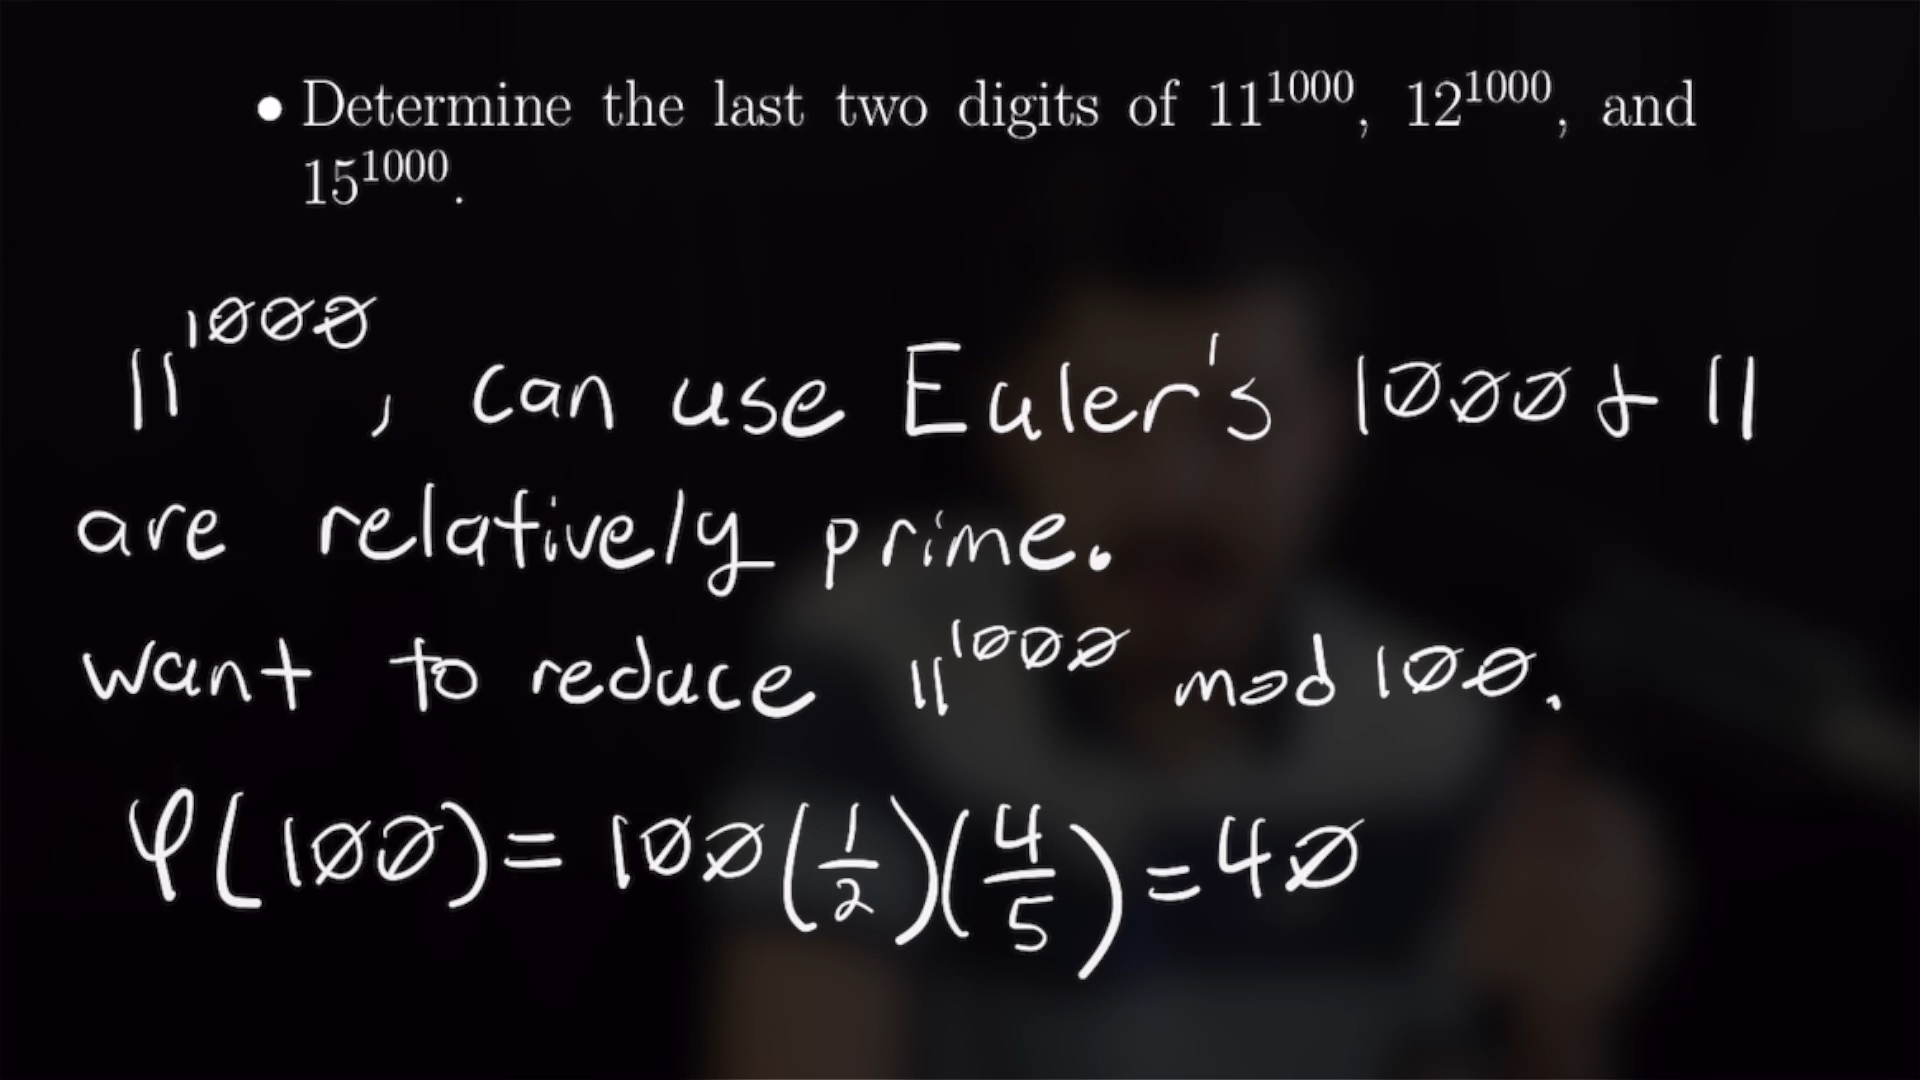 • Determine the last two digits of 11^1000, 12^1000, and
15^1000.
11^1000, can use Euler's 1000 & 11
are relatively prime.
want to reduce 11^1000 mod 100.
φ(100) = 100(1/2)(4/5) = 40